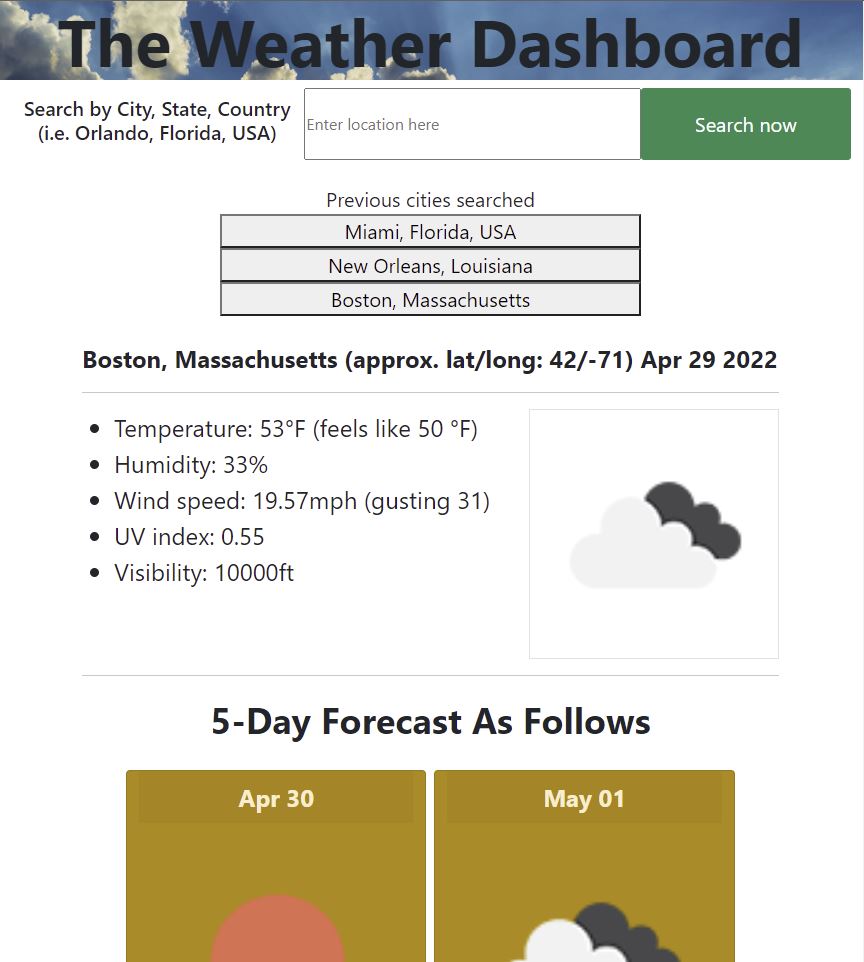 The Weather Dashboard
Search by City, State, Country
(i.e. Orlando, Florida, USA)
Enter location here
Search now
Previous cities searched
Miami, Florida, USA
New Orleans, Louisiana
Boston, Massachusetts
Boston, Massachusetts (approx. lat/long: 42/-71) Apr 29 2022
Temperature: 53°F (feels like 50 °F)
Humidity: 33%
Wind speed: 19.57mph (gusting 31)
UV index: 0.55
Visibility: 10000ft
5-Day Forecast As Follows
Apr 30
May 01